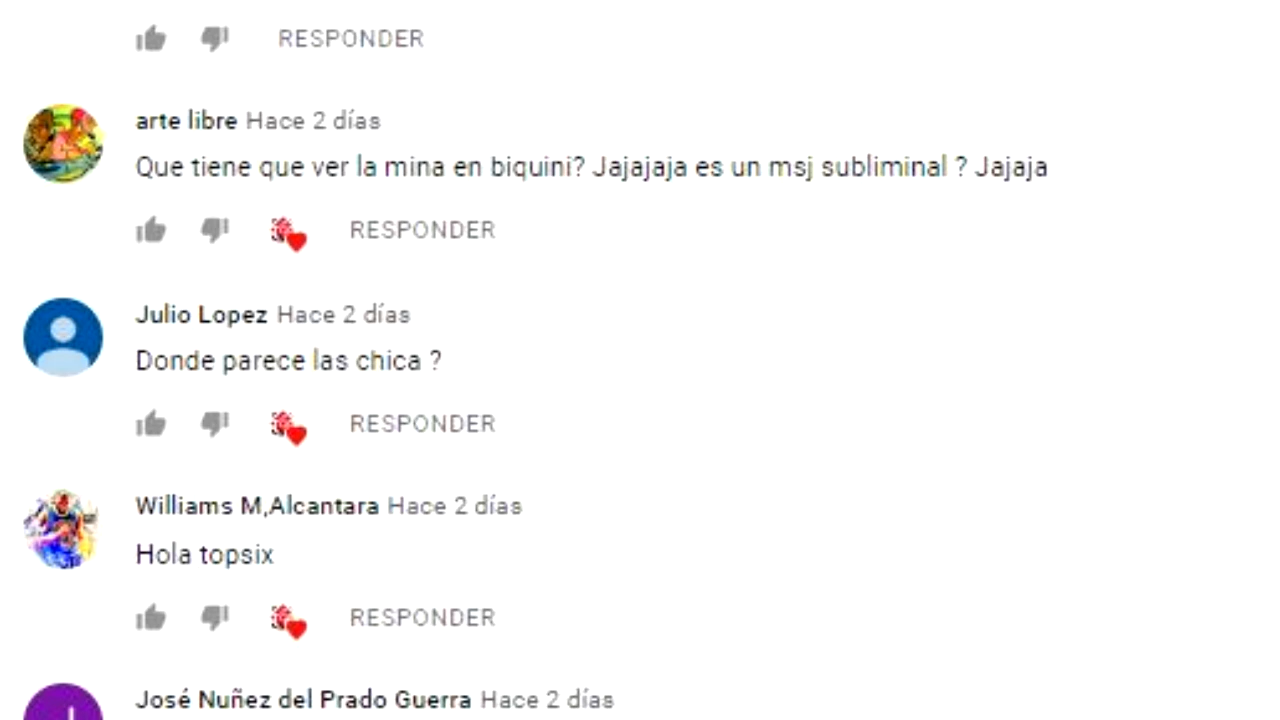 RESPONDER
arte libre Hace 2 días
Que tiene que ver la mina en biquini? Jajajaja es un msj subliminal ? Jajaja
RESPONDER
Julio Lopez Hace 2 días
Donde parece las chica ?
RESPONDER
Williams M,Alcantara Hace 2 días
Hola topsix
RESPONDER
José Nuñez del Prado Guerra Hace 2 días